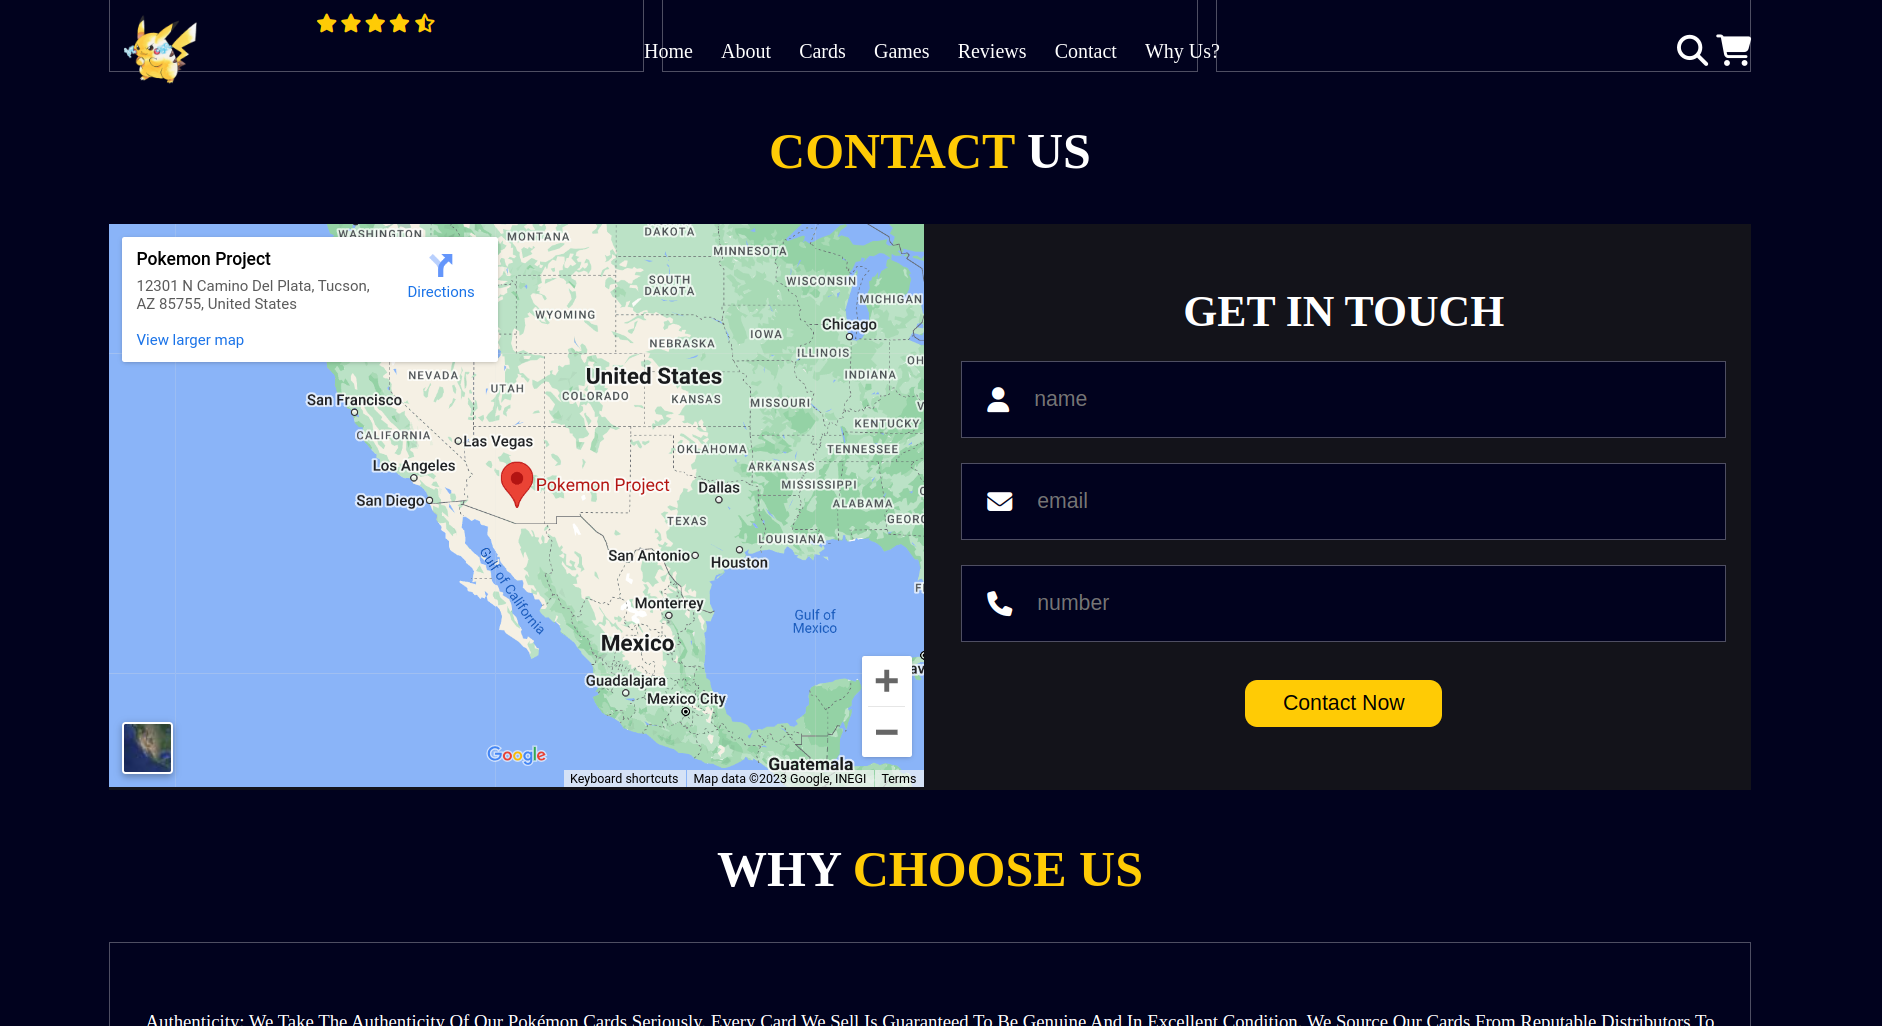 Home About Cards Games Reviews Contact Why Us?
CONTACT US
Pokemon Project
12301 N Camino Del Plata, Tucson,
AZ 85755, United States
Directions
View larger map
WASHINGTON
MONTANA
DAKOTA
MINNESOTA
SOUTH
DAKOTA
WISCONSIN
MICHIGAN
WYOMING
Chicago
IOWA
NEBRASKA
ILLINOIS
OH
NEVADA
UTAH
United States
INDIANA
COLORADO
KANSAS
MISSOURI
V
San Francisco
KENTUCKY
CALIFORNIA
Las Vegas
OKLAHOMA
TENNESSEE
Los Angeles
ARKANSAS
Pokemon Project
Dallas
MISSISSIPPI
San Diego
ALABAMA
TEXAS
GEORG
LOUISIANA
San Antonio
Houston
Gulf of California
F
Monterrey
Gulf of
Mexico
Mexico
av
Guadalajara
Mexico City
Guatemala
Google
Keyboard shortcuts Map data ©2023 Google, INEGI Terms
GET IN TOUCH
name
email
number
Contact Now
WHY CHOOSE US
Authenticity: We Take The Authenticity Of Our Pokémon Cards Seriously. Every Card We Sell Is Guaranteed To Be Genuine And In Excellent Condition. We Source Our Cards From Reputable Distributors To